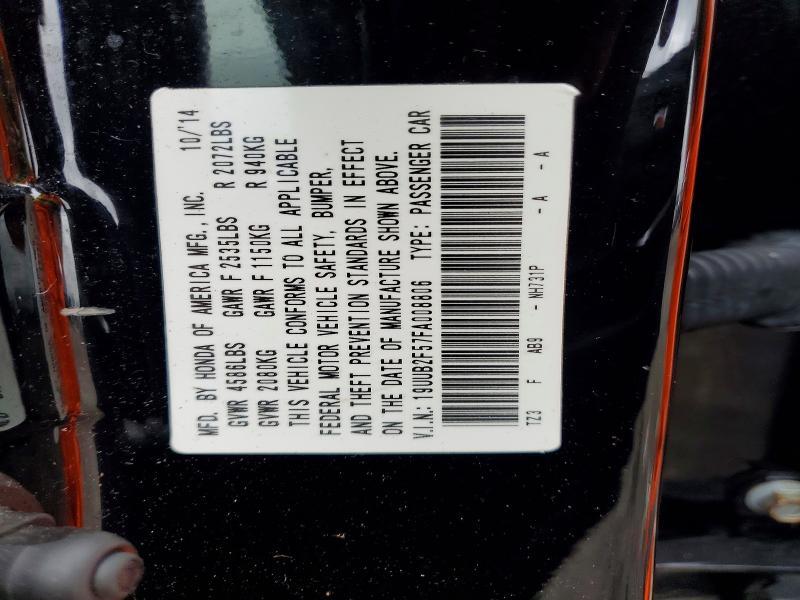 MFD. BY HONDA OF AMERICA MFG., INC. 10/'14
GVWR 4586LBS GAWR F 2535LBS R 2072LBS
GVWR 2080KG GAWR F 1150KG R 940KG
THIS VEHICLE CONFORMS TO ALL APPLICABLE
FEDERAL MOTOR VEHICLE SAFETY, BUMPER,
AND THEFT PREVENTION STANDARDS IN EFFECT
ON THE DATE OF MANUFACTURE SHOWN ABOVE.
V.I.N.: 19UUB2F57FA008806 TYPE: PASSENGER CAR
TZ3 F AB9 - NH731P - A - A